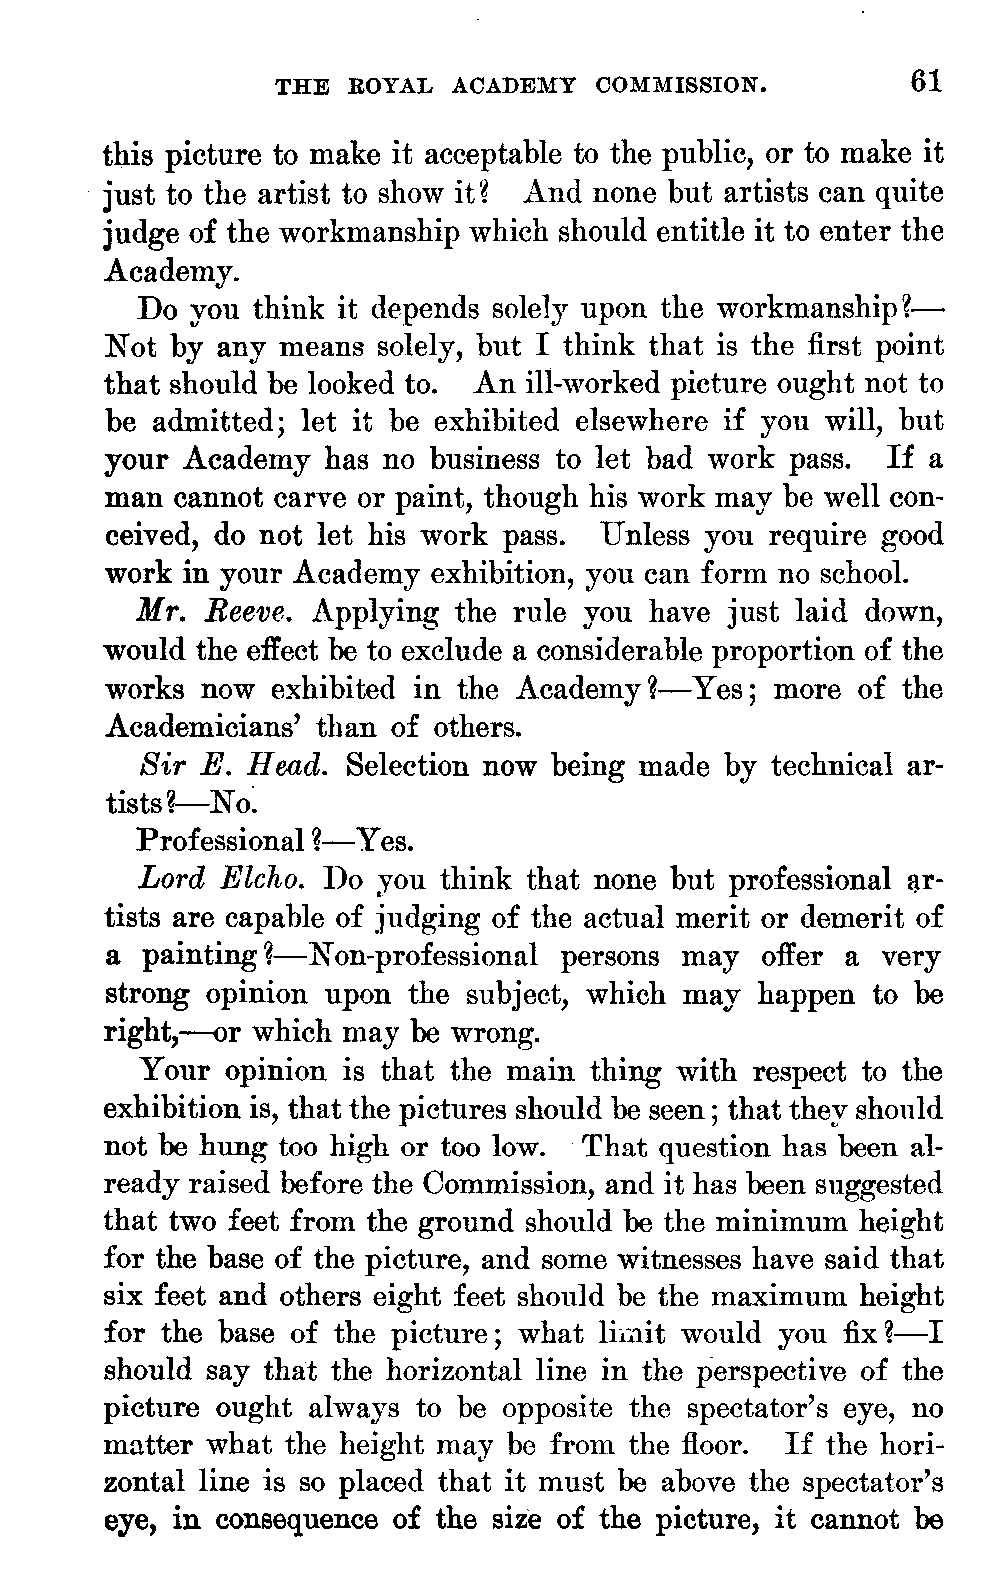 THE ROYAL ACADEMY COMMISSION. 61
this picture to make it acceptable to the public, or to make it
just to the artist to show it? And none but artists can quite
judge of the workmanship which should entitle it to enter the
Academy.
Do you think it depends solely upon the workmanship?—
Not by any means solely, but I think that is the first point
that should be looked to. An ill-worked picture ought not to
be admitted; let it be exhibited elsewhere if you will, but
your Academy has no business to let bad work pass. If a
man cannot carve or paint, though his work may be well con-
ceived, do not let his work pass. Unless you require good
work in your Academy exhibition, you can form no school.
Mr. Reeve. Applying the rule you have just laid down,
would the effect be to exclude a considerable proportion of the
works now exhibited in the Academy?—Yes; more of the
Academicians' than of others.
Sir E. Head. Selection now being made by technical ar-
tists?—No.
Professional?—Yes.
Lord Elcho. Do you think that none but professional ar-
tists are capable of judging of the actual merit or demerit of
a painting?—Non-professional persons may offer a very
strong opinion upon the subject, which may happen to be
right,—or which may be wrong.
Your opinion is that the main thing with respect to the
exhibition is, that the pictures should be seen; that they should
not be hung too high or too low. That question has been al-
ready raised before the Commission, and it has been suggested
that two feet from the ground should be the minimum height
for the base of the picture, and some witnesses have said that
six feet and others eight feet should be the maximum height
for the base of the picture; what limit would you fix?—I
should say that the horizontal line in the perspective of the
picture ought always to be opposite the spectator's eye, no
matter what the height may be from the floor. If the hori-
zontal line is so placed that it must be above the spectator's
eye, in consequence of the size of the picture, it cannot be